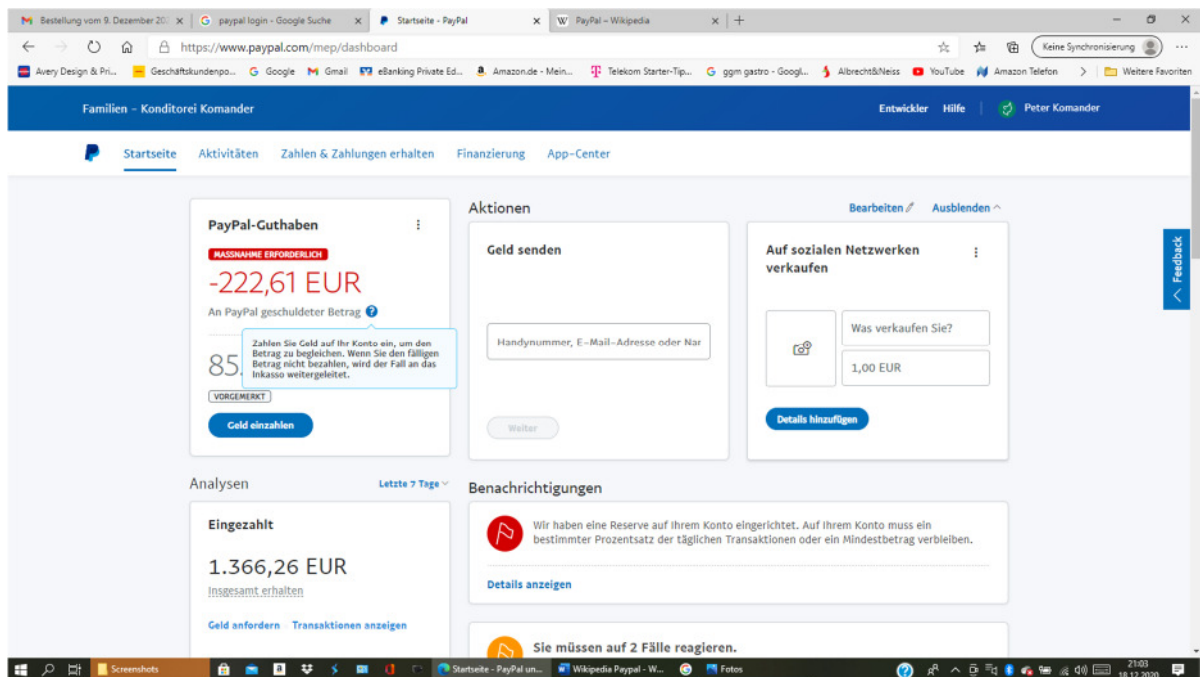 Bestellung vom 9. Dezember 20
paypal login - Google Suche
Startseite - PayPal
PayPal – Wikipedia
https://www.paypal.com/mep/dashboard
Keine Synchronisierung
Avery Design & Pri...
Geschäftskundenpo...
Google
Gmail
eBanking Private Ed...
Amazon.de - Mein...
Telekom Starter-Tip...
ggm gastro - Googl...
Albrecht&Neiss
YouTube
Amazon Telefon
Weitere Favoriten
Familien - Konditorei Komander
Entwickler Hilfe
Peter Komander
Startseite Aktivitäten Zahlen & Zahlungen erhalten Finanzierung App-Center
PayPal-Guthaben
MASSNAHME ERFORDERLICH
-222,61 EUR
An PayPal geschuldeter Betrag ?
Zahlen Sie Geld auf Ihr Konto ein, um den
Betrag zu begleichen. Wenn Sie den fälligen
Betrag nicht bezahlen, wird der Fall an das
Inkasso weitergeleitet.
85
VORGEMERKT
Geld einzahlen
Aktionen
Bearbeiten
Ausblenden
Geld senden
Handynummer, E-Mail-Adresse oder Nar
Weiter
Auf sozialen Netzwerken
verkaufen
Was verkaufen Sie?
1,00 EUR
Details hinzufügen
Feedback
Analysen
Letzte 7 Tage
Eingezahlt
1.366,26 EUR
Insgesamt erhalten
Geld anfordern Transaktionen anzeigen
Benachrichtigungen
Wir haben eine Reserve auf Ihrem Konto eingerichtet. Auf Ihrem Konto muss ein
bestimmter Prozentsatz der täglichen Transaktionen oder ein Mindestbetrag verbleiben.
Details anzeigen
Sie müssen auf 2 Fälle reagieren.
Screenshots
Startseite - PayPal un...
Wikipedia Paypal - W...
Fotos
21:03
18.12.2020